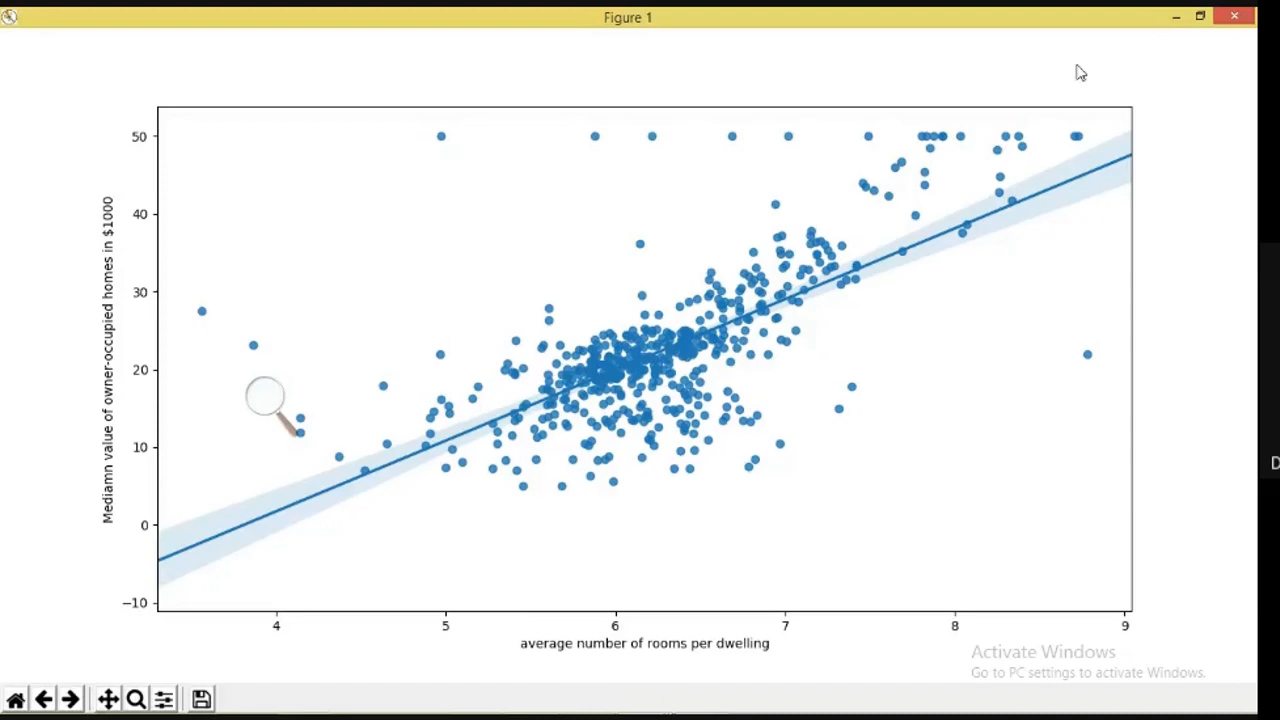 Figure 1
50
40
30
20
10
0
−10
Mediamn value of owner-occupied homes in $1000
4 5 6 7 8 9
average number of rooms per dwelling
Activate Windows
Go to PC settings to activate Windows.
D